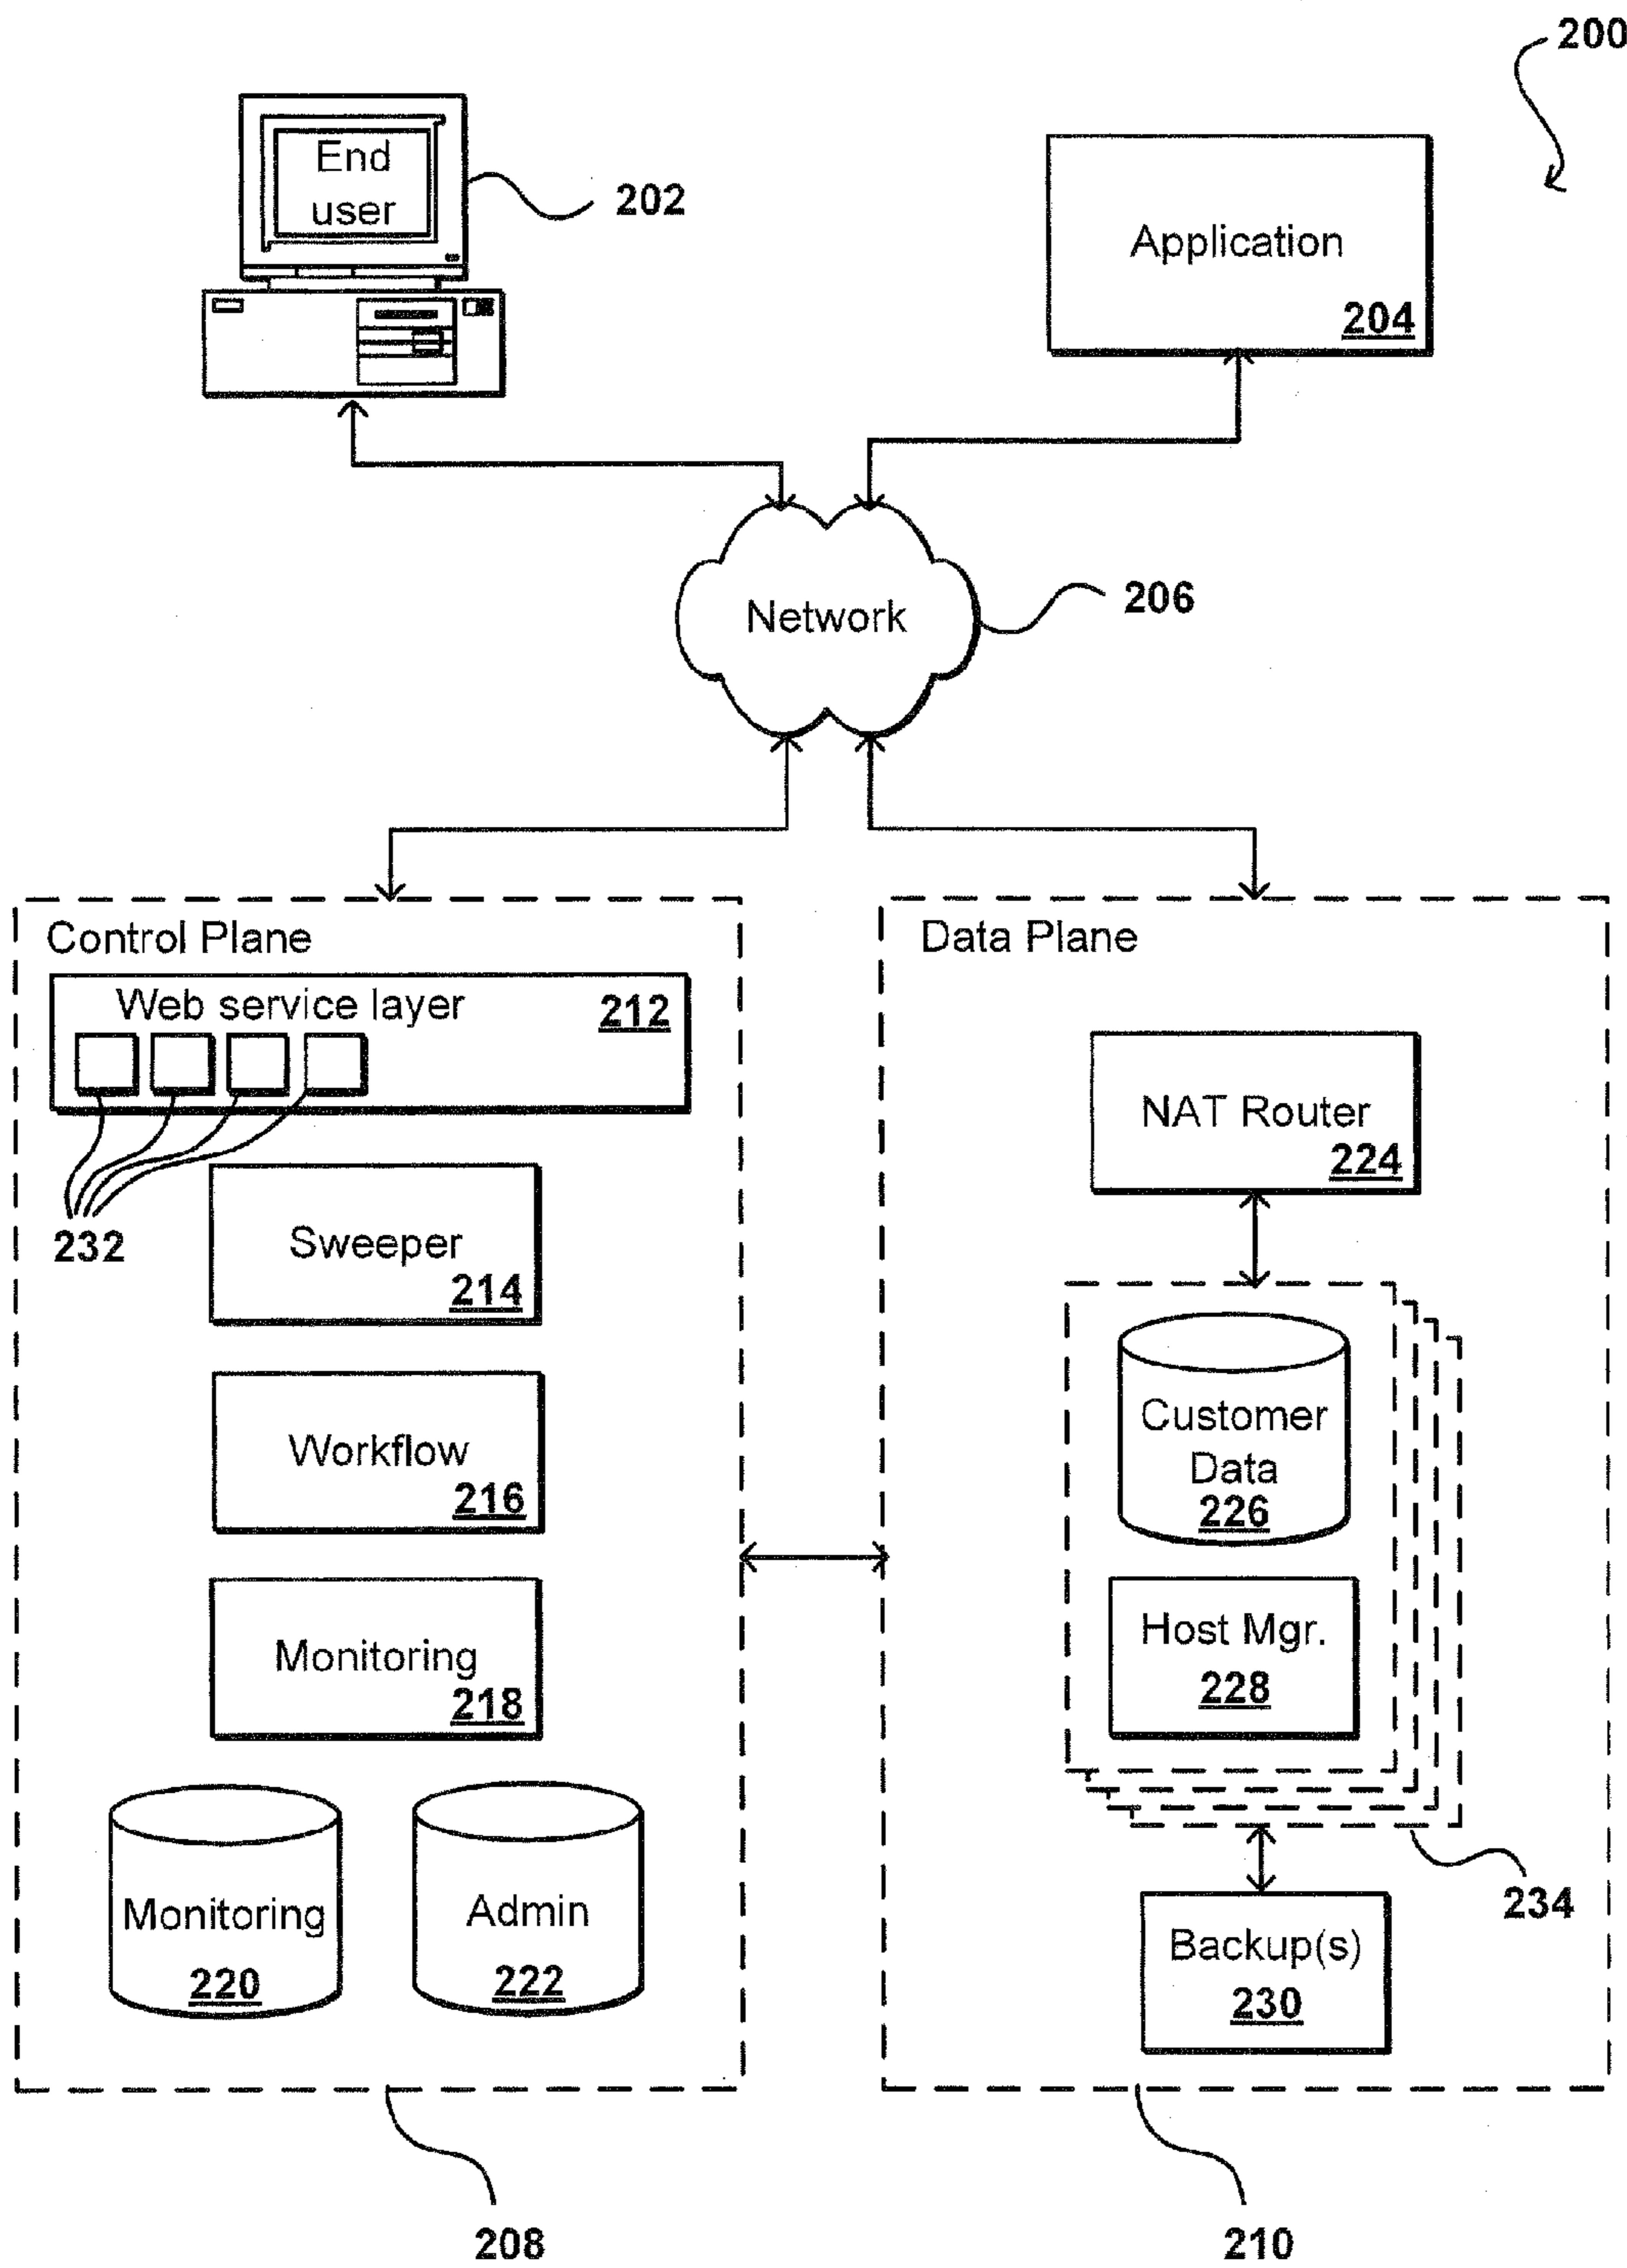 200
End
user
202
Application
204
Network
206
Control Plane
Web service layer
212
232
Sweeper
214
Workflow
216
Monitoring
218
Monitoring
220
Admin
222
208
Data Plane
NAT Router
224
Customer
Data
226
Host Mgr.
228
234
Backup(s)
230
210